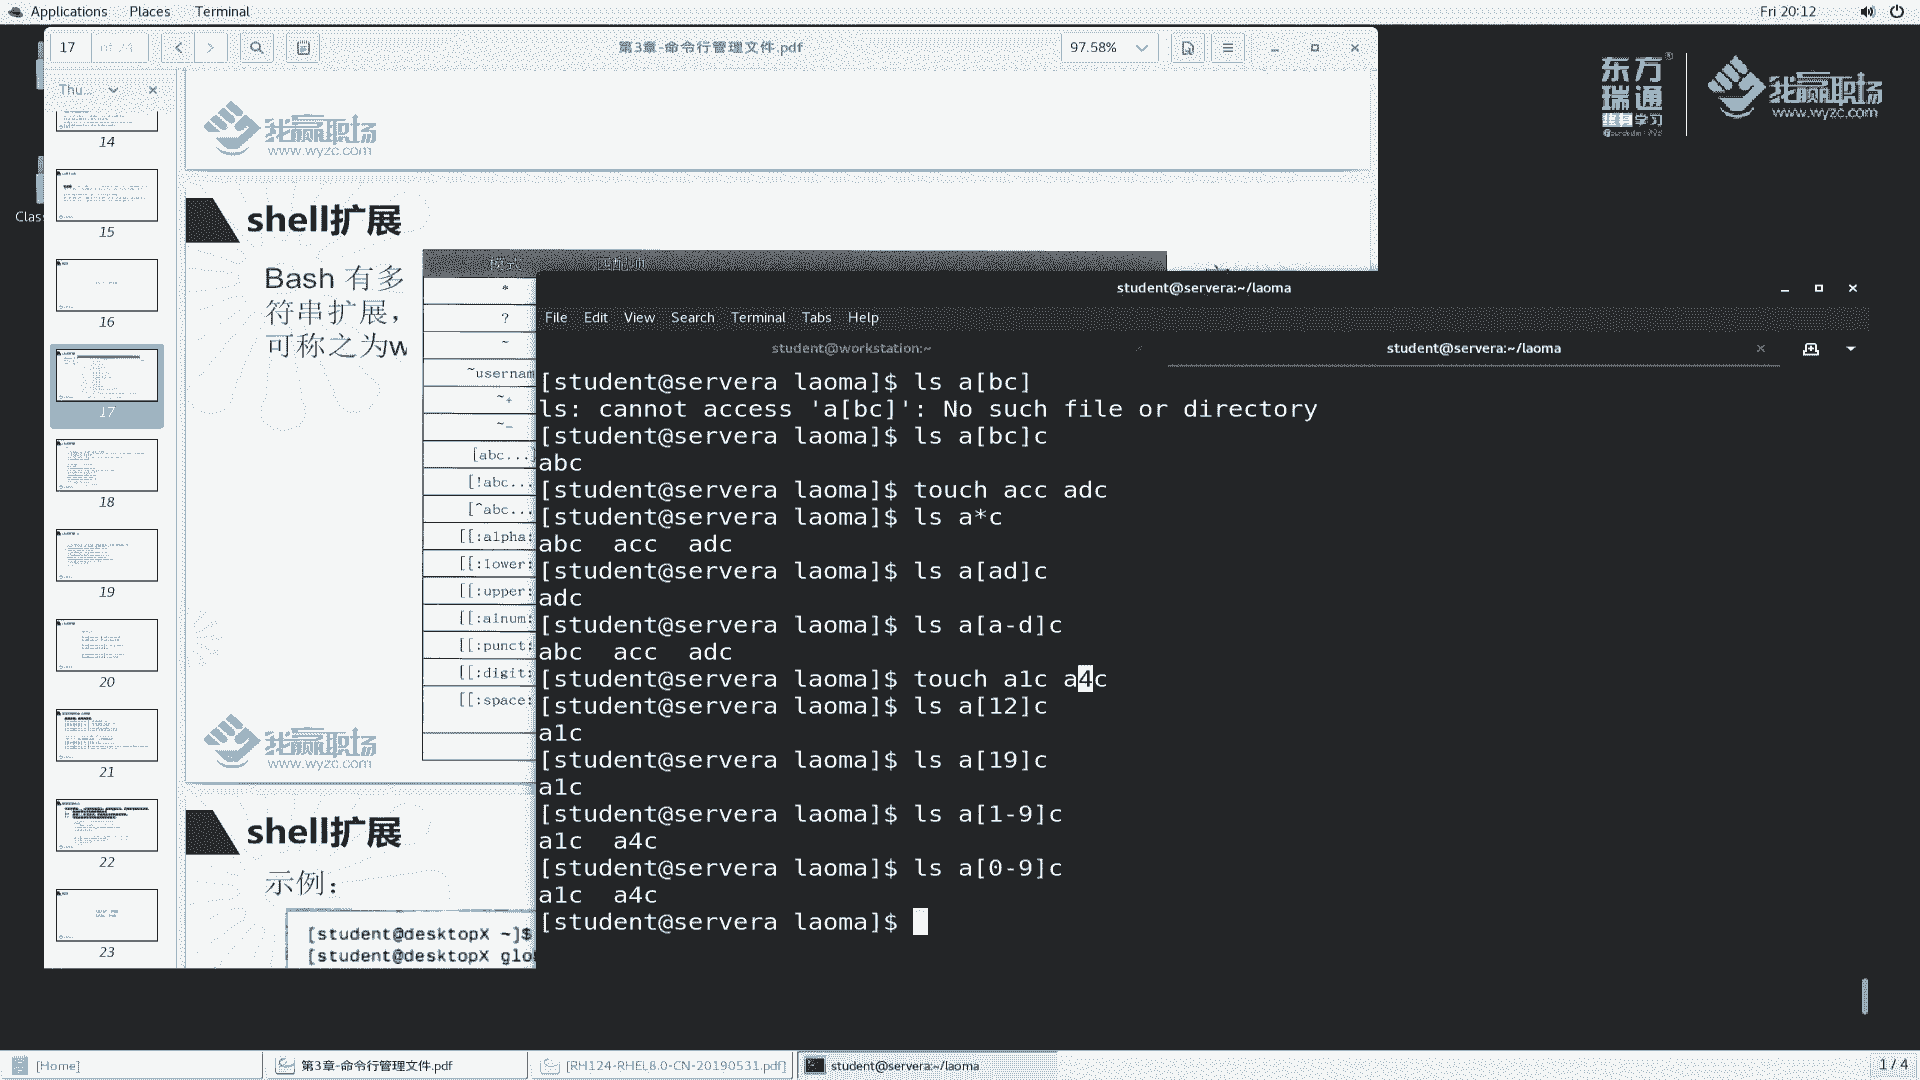 Applications Places Terminal
Fri 20:12
17
第3章-命令行管理文件.pdf
97.58%
Thu...
14
15
16
17
18
19
20
21
22
23
东方瑞通
终身学习
我赢职场
www.wyzc.com
我赢职场
www.wyzc.com
shell扩展
模式 匹配项
Bash 有多
符串扩展，
可称之为w
*
?
~
~usernam
~+
~-
[abc...
[!abc...
[^abc...
[[:alpha:
[[:lower:
[[:upper:
[[:alnum:
[[:punct:
[[:digit:
[[:space:
我赢职场
www.wyzc.com
shell扩展
示例：
[student@desktopX ~]$
[student@desktopX glo
Clas
student@servera:~/laoma
File Edit View Search Terminal Tabs Help
student@workstation:~
student@servera:~/laoma
[student@servera laoma]$ ls a[bc]
ls: cannot access 'a[bc]': No such file or directory
[student@servera laoma]$ ls a[bc]c
abc
[student@servera laoma]$ touch acc adc
[student@servera laoma]$ ls a*c
abc acc adc
[student@servera laoma]$ ls a[ad]c
adc
[student@servera laoma]$ ls a[a-d]c
abc acc adc
[student@servera laoma]$ touch a1c a4c
[student@servera laoma]$ ls a[12]c
a1c
[student@servera laoma]$ ls a[19]c
a1c
[student@servera laoma]$ ls a[1-9]c
a1c a4c
[student@servera laoma]$ ls a[0-9]c
a1c a4c
[student@servera laoma]$
[Home]
第3章-命令行管理文件.pdf
[RH124-RHEL8.0-CN-20190531.pdf]
student@servera:~/laoma
1 / 4